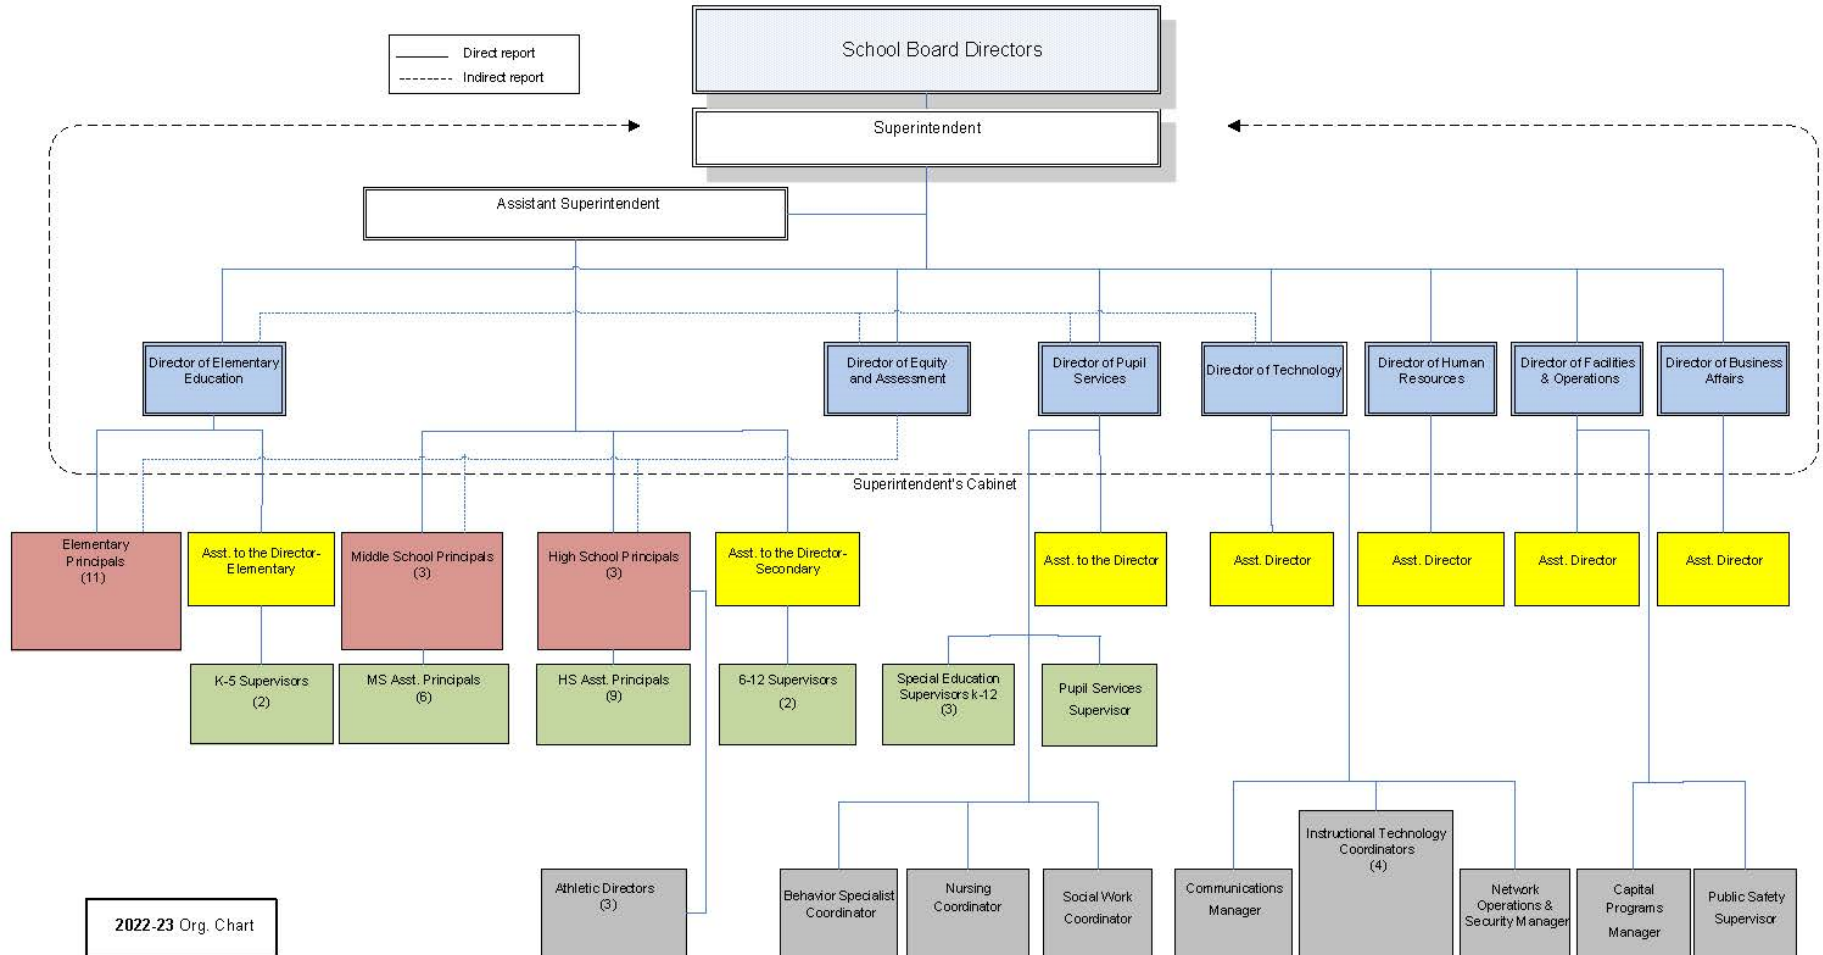 Direct report
Indirect report
School Board Directors
Superintendent
Assistant Superintendent
Director of Elementary
Education
Director of Equity
and Assessment
Director of Pupil
Services
Director of Technology
Director of Human
Resources
Director of Facilities
& Operations
Director of Business
Affairs
Superintendent's Cabinet
Elementary
Principals
(11)
Asst. to the Director-
Elementary
Middle School Principals
(3)
High School Principals
(3)
Asst. to the Director-
Secondary
Asst. to the Director
Asst. Director
Asst. Director
Asst. Director
Asst. Director
K-5 Supervisors
(2)
MS Asst. Principals
(6)
HS Asst. Principals
(9)
6-12 Supervisors
(2)
Special Education
Supervisors k-12
(3)
Pupil Services
Supervisor
Athletic Directors
(3)
Behavior Specialist
Coordinator
Nursing
Coordinator
Social Work
Coordinator
Communications
Manager
Instructional Technology
Coordinators
(4)
Network
Operations &
Security Manager
Capital
Programs
Manager
Public Safety
Supervisor
2022-23 Org. Chart